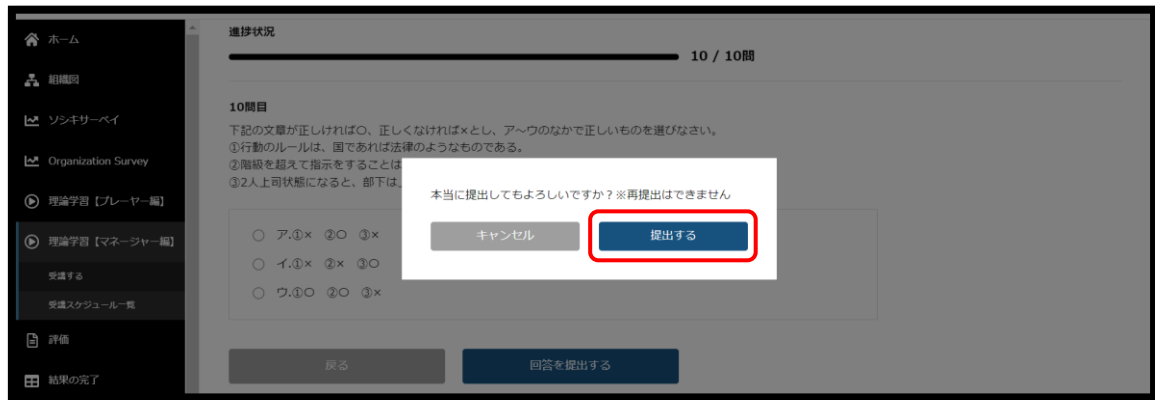 ホーム
組織図
ソシキサーベイ
Organization Survey
理論学習【プレーヤー編】
理論学習【マネージャー編】
受講する
受講スケジュール一覧
評価
結果の完了
進捗状況
10 / 10問
10問目
下記の文章が正しければ〇、正しくなければ×とし、ア～ウのなかで正しいものを選びなさい。
①行動のルールは、国であれば法律のようなものである。
②階級を超えて指示をすることは
③2人上司状態になると、部下は
ア.①× ②〇 ③×
イ.①× ②× ③〇
ウ.①〇 ②〇 ③×
戻る
回答を提出する
本当に提出してもよろしいですか？※再提出はできません
キャンセル
提出する